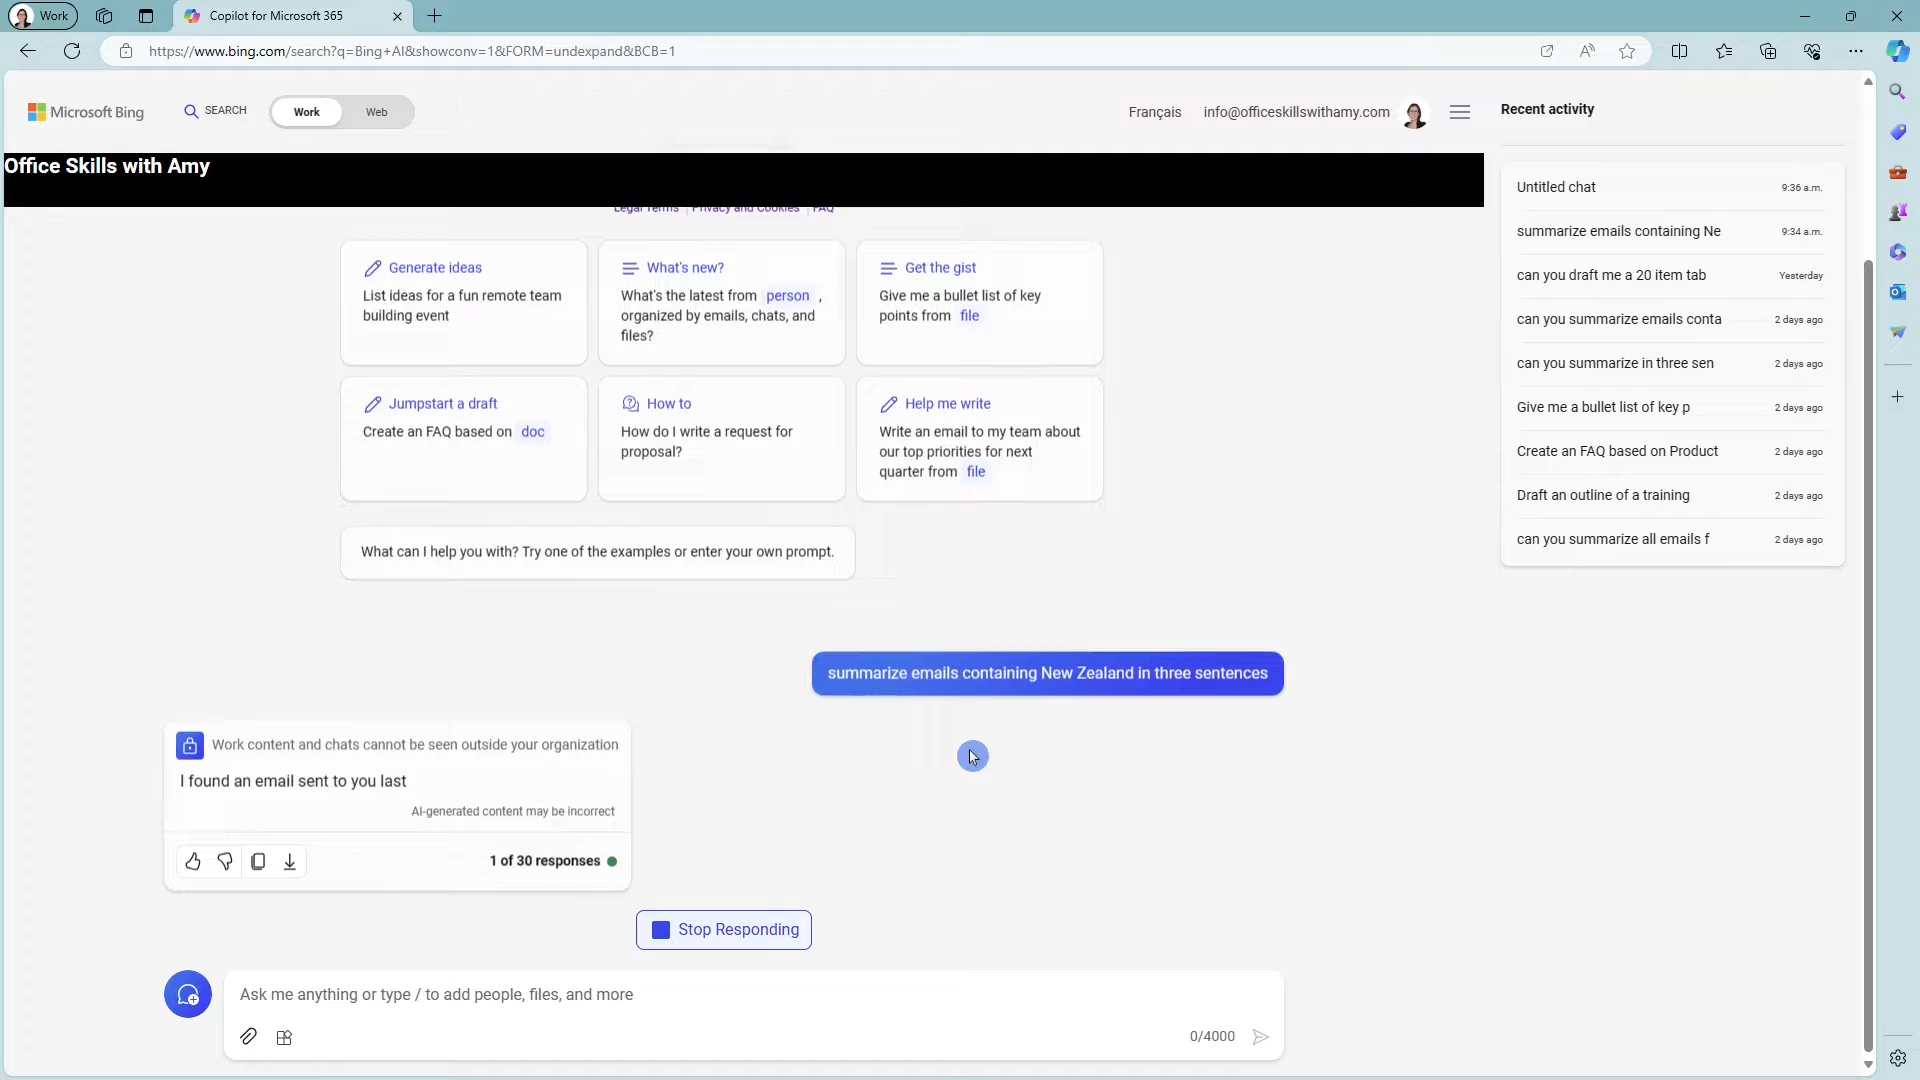 Work
Copilot for Microsoft 365
https://www.bing.com/search?q=Bing+AI&showconv=1&FORM=undexpand&BCB=1
Microsoft Bing
SEARCH
Work
Web
Français
info@officeskillswithamy.com
Recent activity
Office Skills with Amy
Legal Terms
Privacy and Cookies
FAQ
Generate ideas
List ideas for a fun remote team
building event
What's new?
What's the latest from person ,
organized by emails, chats, and
files?
Get the gist
Give me a bullet list of key
points from file
Jumpstart a draft
Create an FAQ based on doc
How to
How do I write a request for
proposal?
Help me write
Write an email to my team about
our top priorities for next
quarter from file
What can I help you with? Try one of the examples or enter your own prompt.
summarize emails containing New Zealand in three sentences
Work content and chats cannot be seen outside your organization
I found an email sent to you last
AI-generated content may be incorrect
1 of 30 responses
Stop Responding
Ask me anything or type / to add people, files, and more
0/4000
Untitled chat 9:36 a.m.
summarize emails containing Ne 9:34 a.m.
can you draft me a 20 item tab Yesterday
can you summarize emails conta 2 days ago
can you summarize in three sen 2 days ago
Give me a bullet list of key p 2 days ago
Create an FAQ based on Product 2 days ago
Draft an outline of a training 2 days ago
can you summarize all emails f 2 days ago